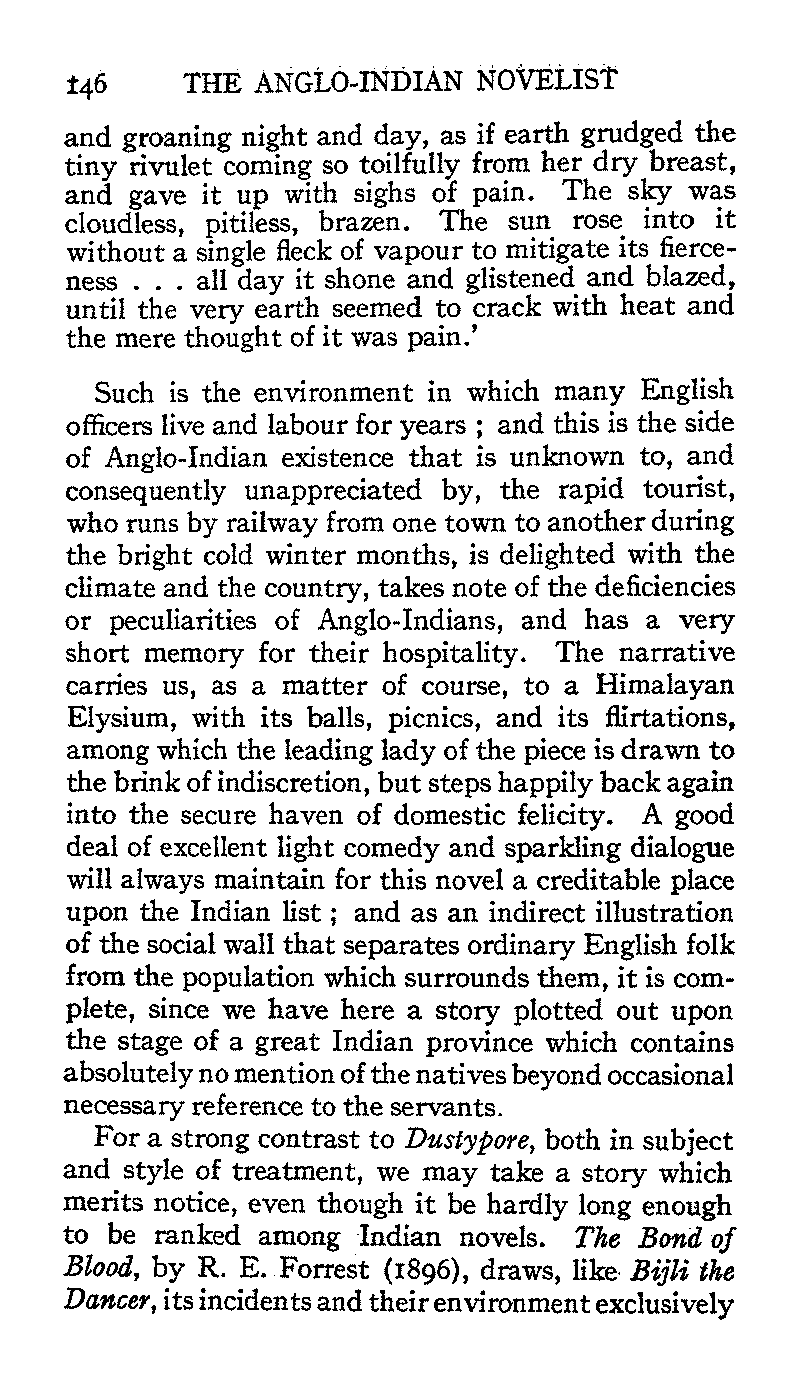 146 THE ANGLO-INDIAN NOVELIST
and groaning night and day, as if earth grudged the
tiny rivulet coming so toilfully from her dry breast,
and gave it up with sighs of pain. The sky was
cloudless, pitiless, brazen. The sun rose into it
without a single fleck of vapour to mitigate its fierce-
ness . . . all day it shone and glistened and blazed,
until the very earth seemed to crack with heat and
the mere thought of it was pain.’
Such is the environment in which many English
officers live and labour for years ; and this is the side
of Anglo-Indian existence that is unknown to, and
consequently unappreciated by, the rapid tourist,
who runs by railway from one town to another during
the bright cold winter months, is delighted with the
climate and the country, takes note of the deficiencies
or peculiarities of Anglo-Indians, and has a very
short memory for their hospitality. The narrative
carries us, as a matter of course, to a Himalayan
Elysium, with its balls, picnics, and its flirtations,
among which the leading lady of the piece is drawn to
the brink of indiscretion, but steps happily back again
into the secure haven of domestic felicity. A good
deal of excellent light comedy and sparkling dialogue
will always maintain for this novel a creditable place
upon the Indian list ; and as an indirect illustration
of the social wall that separates ordinary English folk
from the population which surrounds them, it is com-
plete, since we have here a story plotted out upon
the stage of a great Indian province which contains
absolutely no mention of the natives beyond occasional
necessary reference to the servants.
For a strong contrast to Dustypore, both in subject
and style of treatment, we may take a story which
merits notice, even though it be hardly long enough
to be ranked among Indian novels. The Bond of
Blood, by R. E. Forrest (1896), draws, like Bijli the
Dancer, its incidents and their environment exclusively